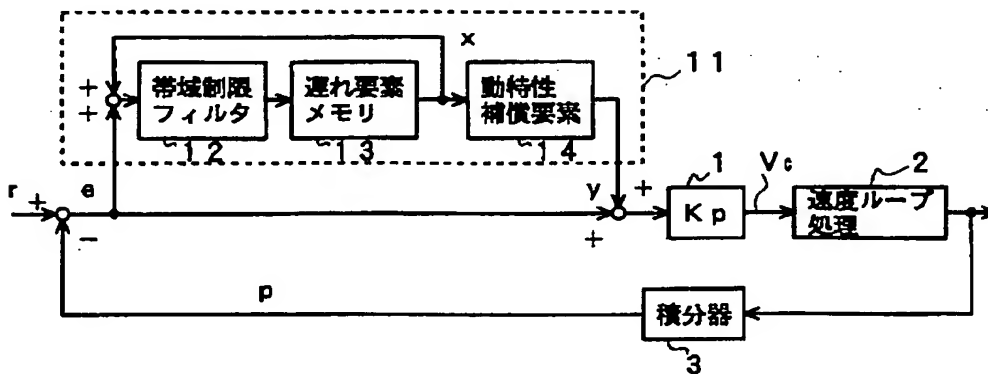 x
11
+
+
帯域制限
フィルタ
12
遅れ要素
メモリ
13
動特性
補償要素
14
r
+
e
−
y
+
+
1
Kp
Vc
2
速度ループ
処理
p
積分器
3